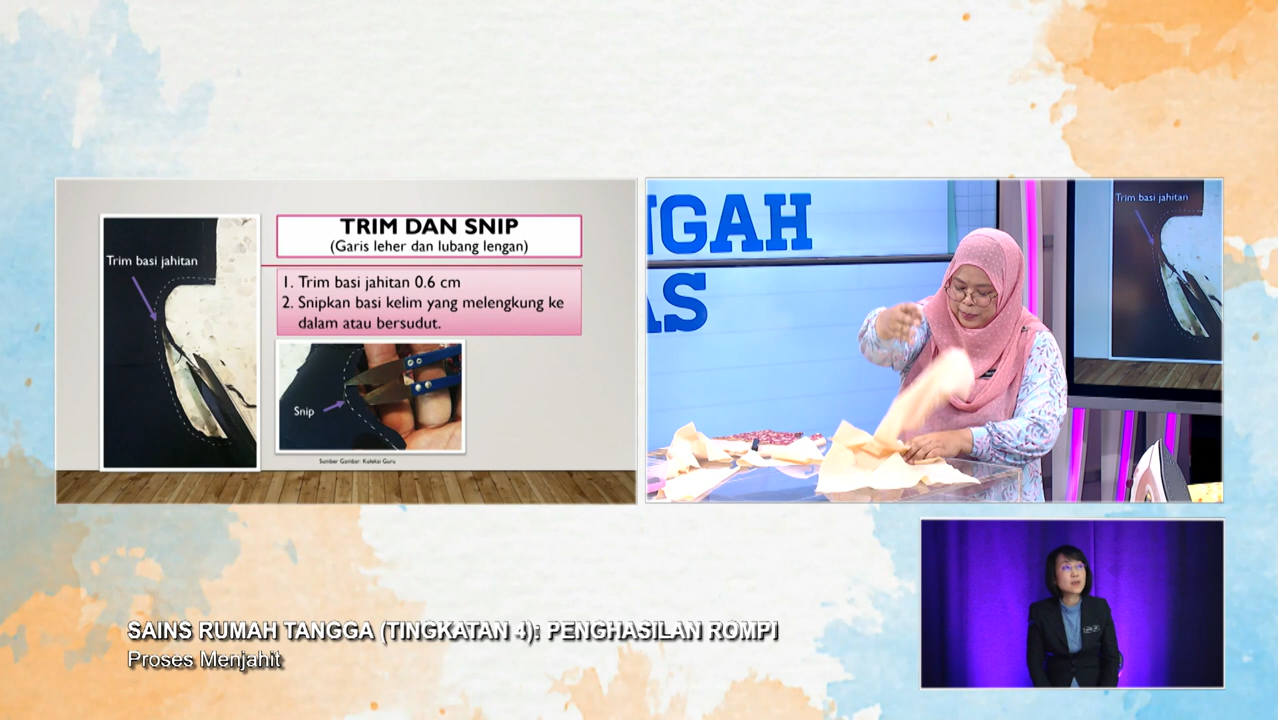 TRIM DAN SNIP
(Garis leher dan lubang lengan)
Trim basi jahitan
1. Trim basi jahitan 0.6 cm
2. Snipkan basi kelim yang melengkung ke
dalam atau bersudut.
Snip
Sumber Gambar: Koleksi Guru
NGAH
AS
Trim basi jahitan
SAINS RUMAH TANGGA (TINGKATAN 4): PENGHASILAN ROMPI
Proses Menjahit